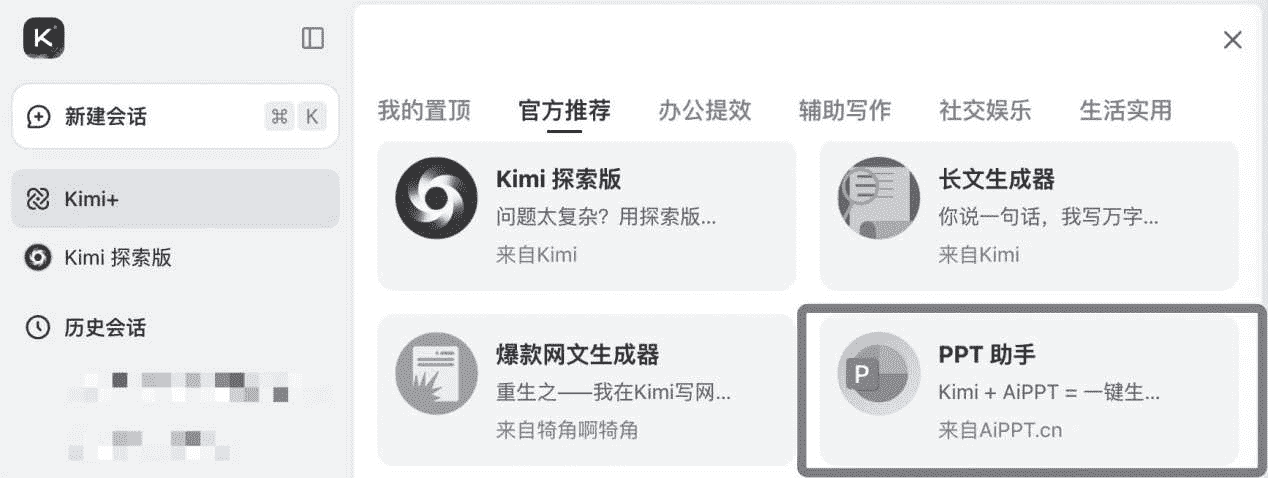 K
新建会话
⌘ K
Kimi+
Kimi 探索版
历史会话
我的置顶 官方推荐 办公提效 辅助写作 社交娱乐 生活实用
Kimi 探索版
问题太复杂？用探索版...
来自Kimi
长文生成器
你说一句话，我写万字...
来自Kimi
爆款网文生成器
重生之——我在Kimi写网...
来自犄角啊犄角
P
PPT 助手
Kimi + AiPPT = 一键生...
来自AiPPT.cn